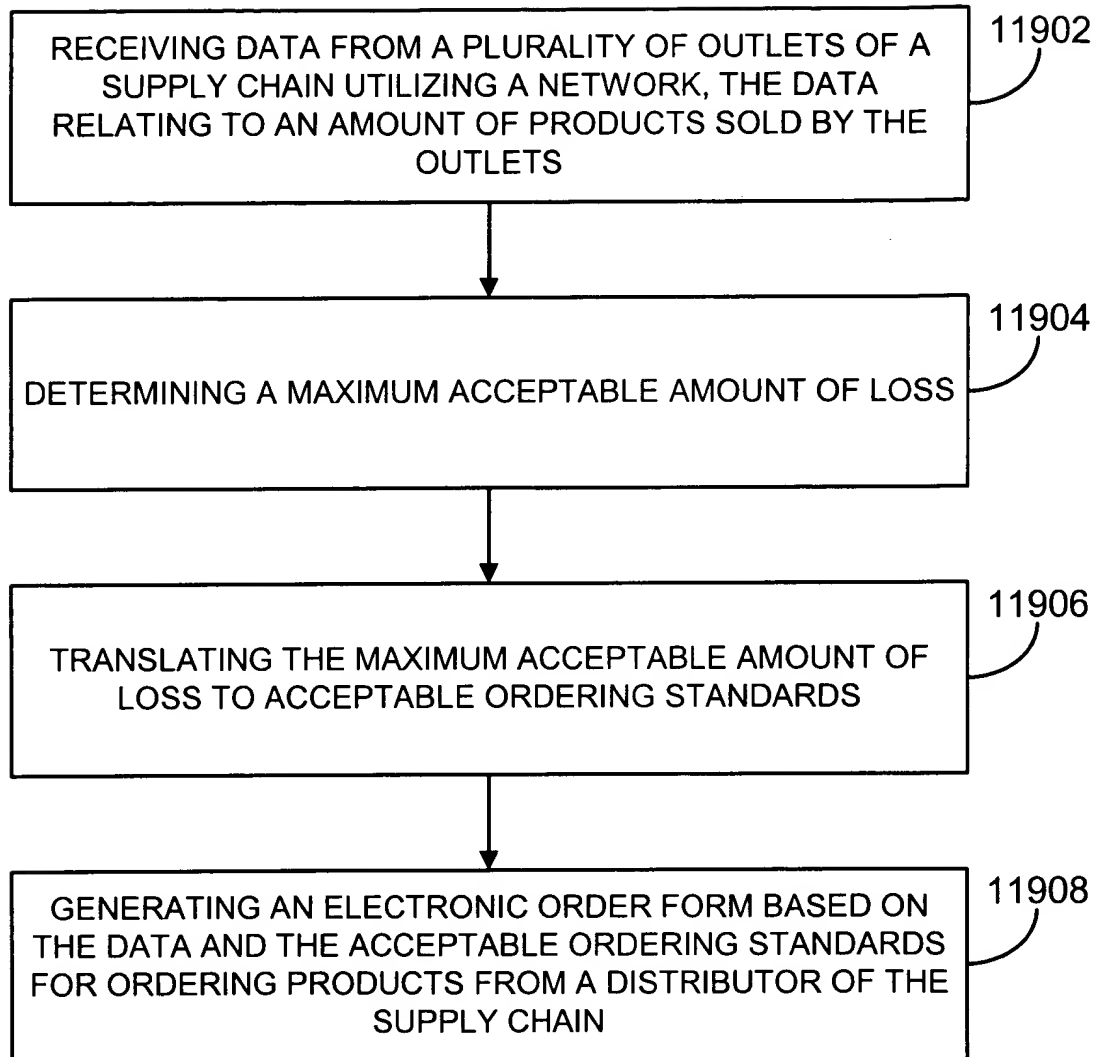 11902
RECEIVING DATA FROM A PLURALITY OF OUTLETS OF A
SUPPLY CHAIN UTILIZING A NETWORK, THE DATA
RELATING TO AN AMOUNT OF PRODUCTS SOLD BY THE
OUTLETS
11904
DETERMINING A MAXIMUM ACCEPTABLE AMOUNT OF LOSS
11906
TRANSLATING THE MAXIMUM ACCEPTABLE AMOUNT OF
LOSS TO ACCEPTABLE ORDERING STANDARDS
11908
GENERATING AN ELECTRONIC ORDER FORM BASED ON
THE DATA AND THE ACCEPTABLE ORDERING STANDARDS
FOR ORDERING PRODUCTS FROM A DISTRIBUTOR OF THE
SUPPLY CHAIN